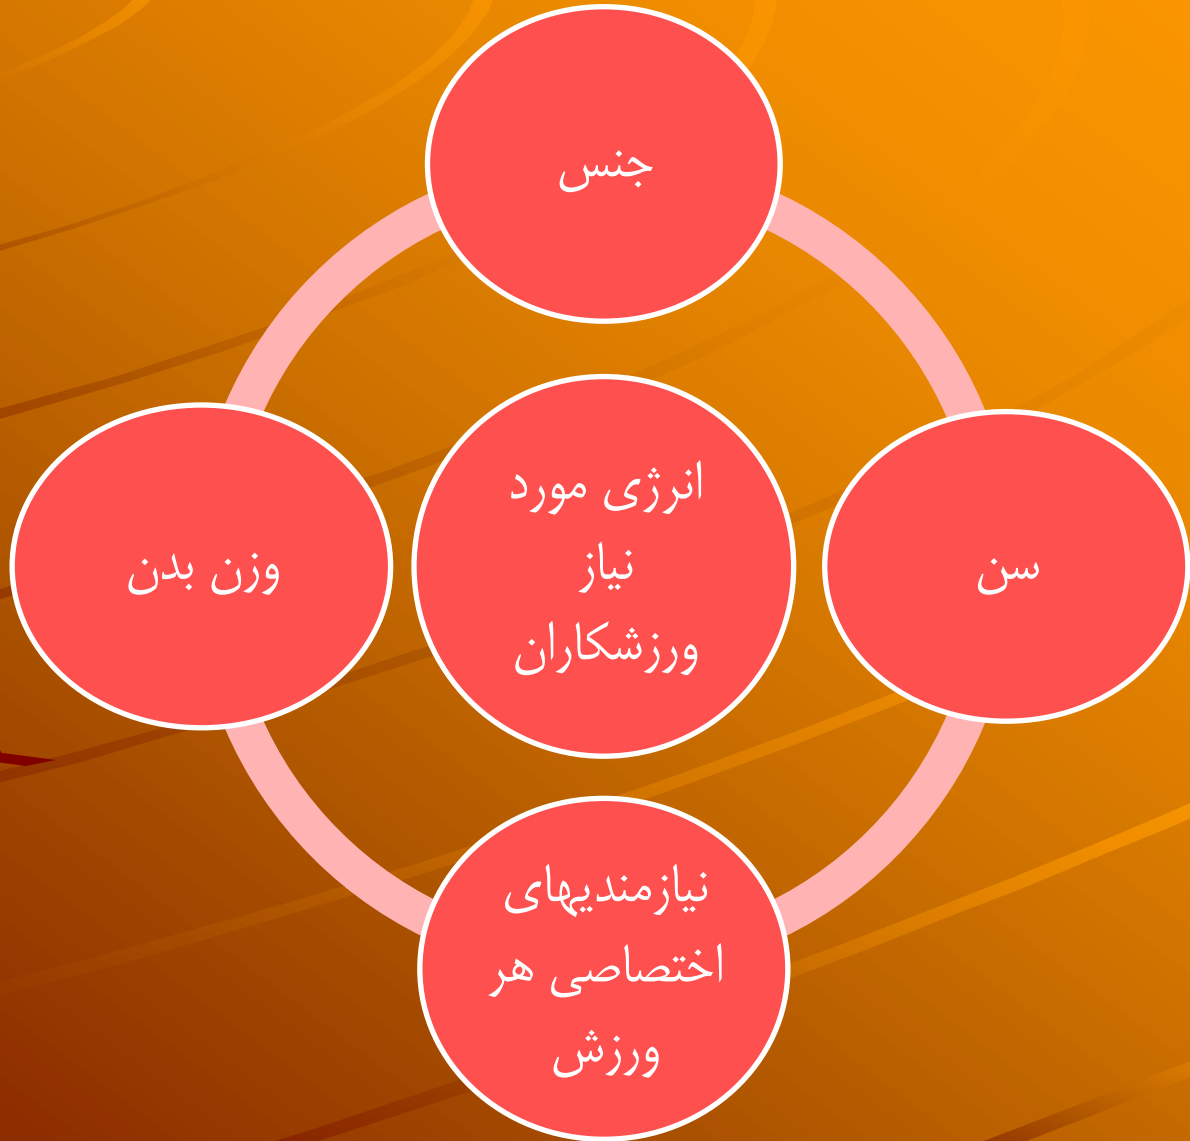 جنس
انرژی مورد
نیاز
ورزشکاران
سن
وزن بدن
نیازمندیهای
اختصاصی هر
ورزش